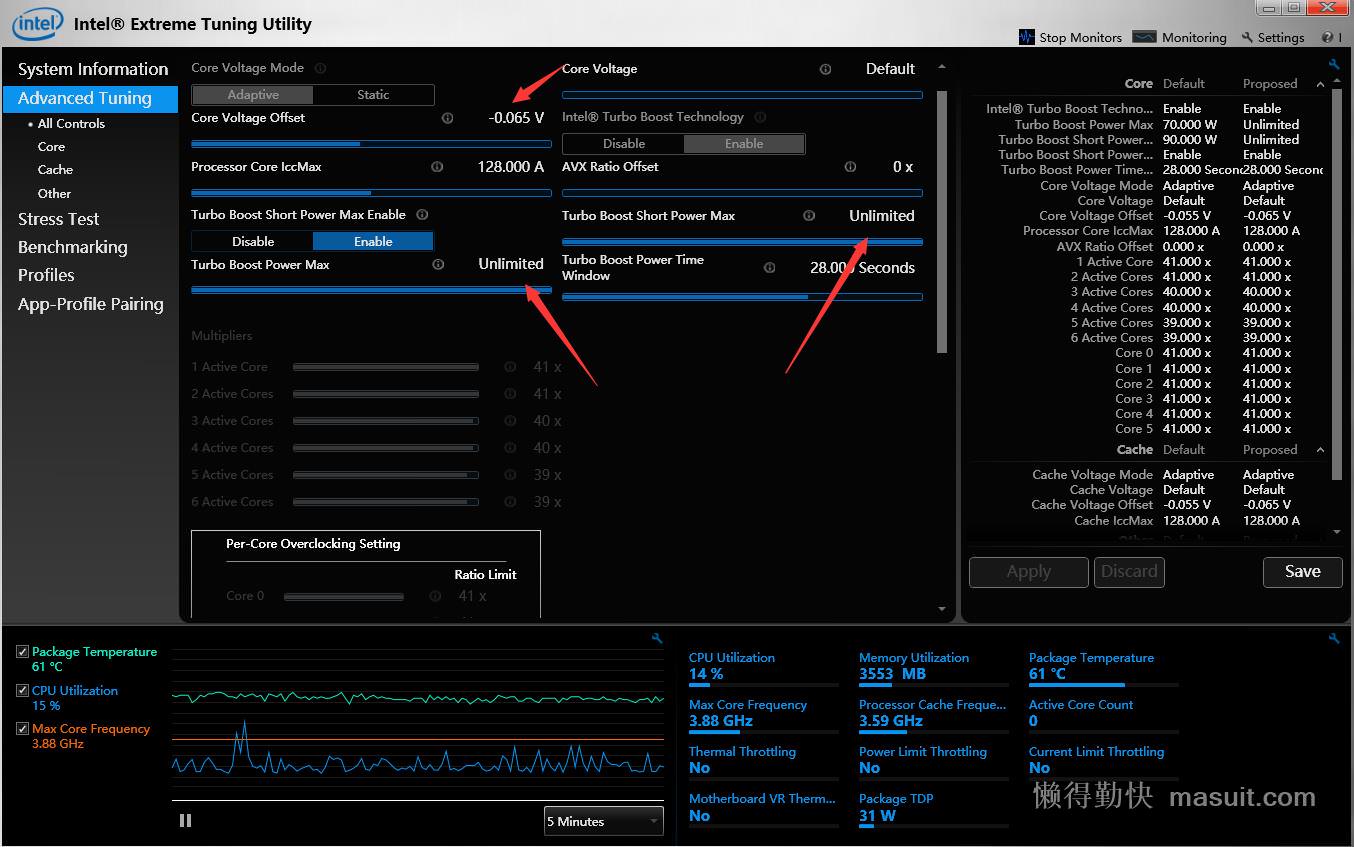 intel Intel® Extreme Tuning Utility
Stop Monitors Monitoring Settings
System Information
Advanced Tuning
• All Controls
Core
Cache
Other
Stress Test
Benchmarking
Profiles
App-Profile Pairing
Core Voltage Mode
Adaptive Static
Core Voltage Offset -0.065 V
Processor Core IccMax 128.000 A
Turbo Boost Short Power Max Enable
Disable Enable
Turbo Boost Power Max Unlimited
Core Voltage Default
Intel® Turbo Boost Technology
Disable Enable
AVX Ratio Offset 0 x
Turbo Boost Short Power Max Unlimited
Turbo Boost Power Time
Window 28.000 Seconds
Multipliers
1 Active Core 41 x
2 Active Cores 41 x
3 Active Cores 40 x
4 Active Cores 40 x
5 Active Cores 39 x
6 Active Cores 39 x
Per-Core Overclocking Setting
Ratio Limit
Core 0 41 x
Core Default Proposed
Intel® Turbo Boost Techno... Enable Enable
Turbo Boost Power Max 70.000 W Unlimited
Turbo Boost Short Power... 90.000 W Unlimited
Turbo Boost Short Power... Enable Enable
Turbo Boost Power Time... 28.000 Secon 28.000 Secon
Core Voltage Mode Adaptive Adaptive
Core Voltage Default Default
Core Voltage Offset -0.055 V -0.065 V
Processor Core IccMax 128.000 A 128.000 A
AVX Ratio Offset 0.000 x 0.000 x
1 Active Core 41.000 x 41.000 x
2 Active Cores 41.000 x 41.000 x
3 Active Cores 40.000 x 40.000 x
4 Active Cores 40.000 x 40.000 x
5 Active Cores 39.000 x 39.000 x
6 Active Cores 39.000 x 39.000 x
Core 0 41.000 x 41.000 x
Core 1 41.000 x 41.000 x
Core 2 41.000 x 41.000 x
Core 3 41.000 x 41.000 x
Core 4 41.000 x 41.000 x
Core 5 41.000 x 41.000 x
Cache Default Proposed
Cache Voltage Mode Adaptive Adaptive
Cache Voltage Default Default
Cache Voltage Offset -0.055 V -0.065 V
Cache IccMax 128.000 A 128.000 A
Apply Discard Save
Package Temperature
61 °C
CPU Utilization
15 %
Max Core Frequency
3.88 GHz
5 Minutes
CPU Utilization Memory Utilization Package Temperature
14 % 3553 MB 61 °C
Max Core Frequency Processor Cache Freque... Active Core Count
3.88 GHz 3.59 GHz 0
Thermal Throttling Power Limit Throttling Current Limit Throttling
No No No
Motherboard VR Therm... Package TDP
No 31 W
懒得勤快 masuit.com